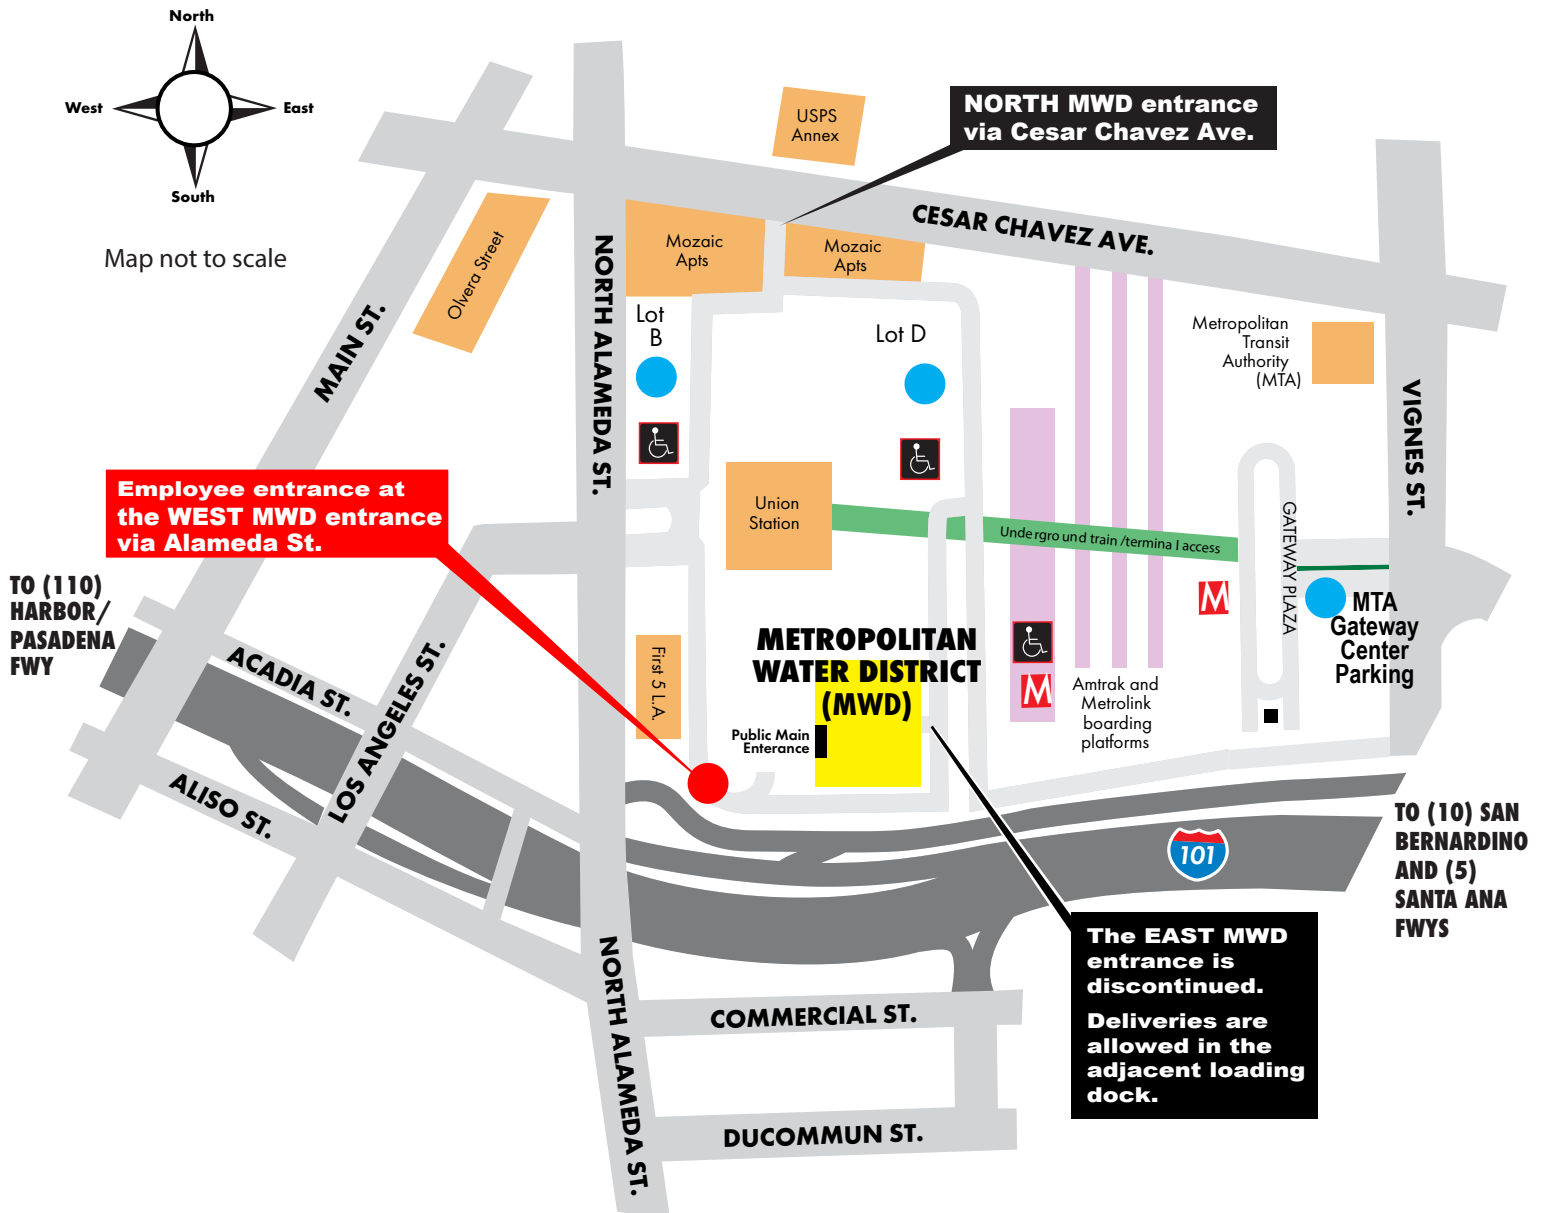 North
West
East
South
Map not to scale
USPS
Annex
NORTH MWD entrance
via Cesar Chavez Ave.
CESAR CHAVEZ AVE.
Mozaic
Apts
Mozaic
Apts
Olvera Street
MAIN ST.
NORTH ALAMEDA ST.
Lot
B
Lot D
Metropolitan
Transit
Authority
(MTA)
VIGNES ST.
Employee entrance at
the WEST MWD entrance
via Alameda St.
Union
Station
Underground train/terminal access
GATEWAY PLAZA
TO (110)
HARBOR/
PASADENA
FWY
ACADIA ST.
LOS ANGELES ST.
ALISO ST.
First 5 L.A.
METROPOLITAN
WATER DISTRICT
(MWD)
Public Main
Enterance
M
M
Amtrak and
Metrolink
boarding
platforms
MTA
Gateway
Center
Parking
101
TO (10) SAN
BERNARDINO
AND (5)
SANTA ANA
FWYS
The EAST MWD
entrance is
discontinued.
Deliveries are
allowed in the
adjacent loading
dock.
NORTH ALAMEDA ST.
COMMERCIAL ST.
DUCOMMUN ST.